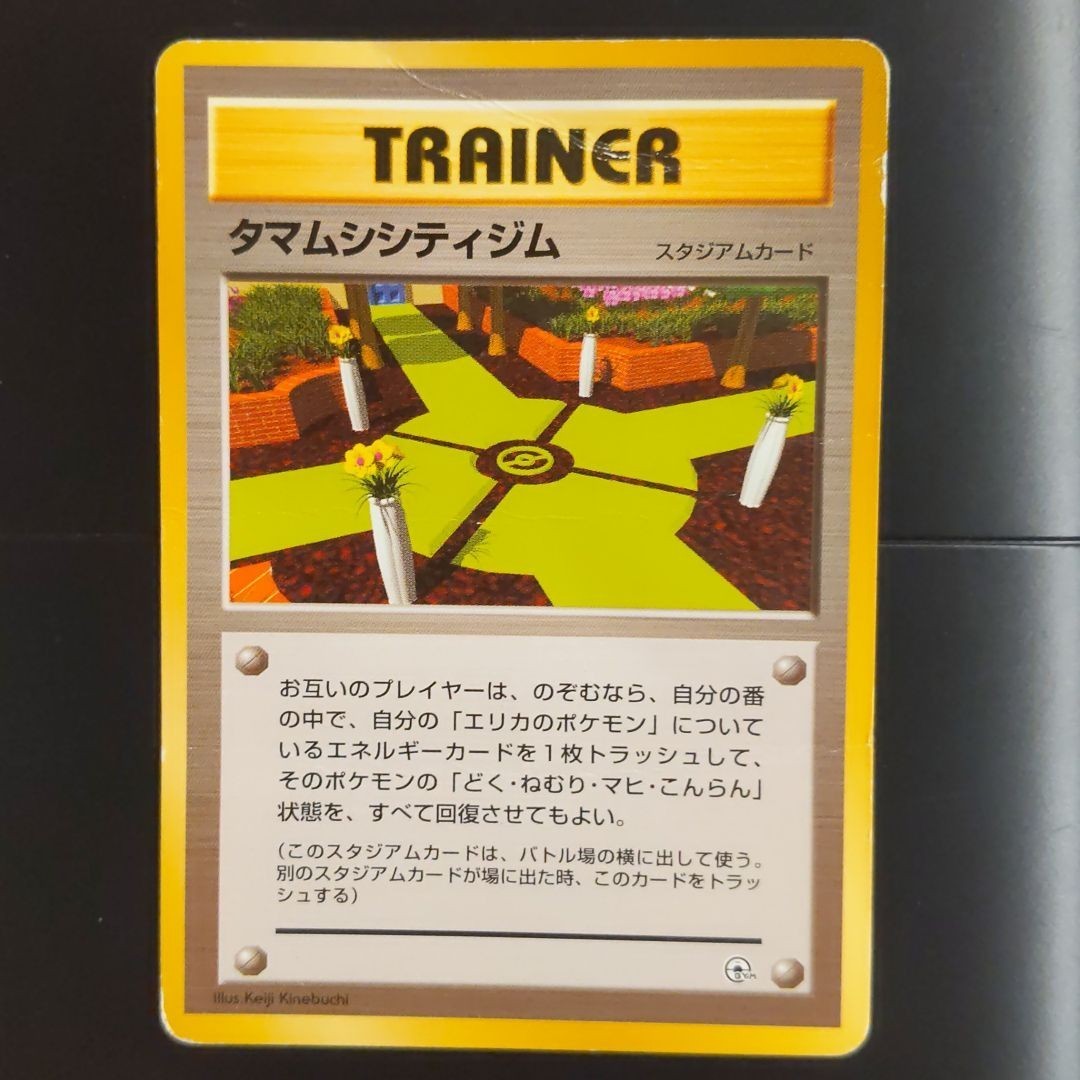 TRAINER
タマムシシティジム
スタジアムカード
お互いのプレイヤーは、のぞむなら、自分の番
の中で、自分の「エリカのポケモン」について
いるエネルギーカードを1枚トラッシュして、
そのポケモンの「どく・ねむり・マヒ・こんらん」
状態を、すべて回復させてもよい。
(このスタジアムカードは、バトル場の横に出して使う。
別のスタジアムカードが場に出た時、このカードをトラッ
シュする)
GYM
Illus. Keiji Kinebuchi